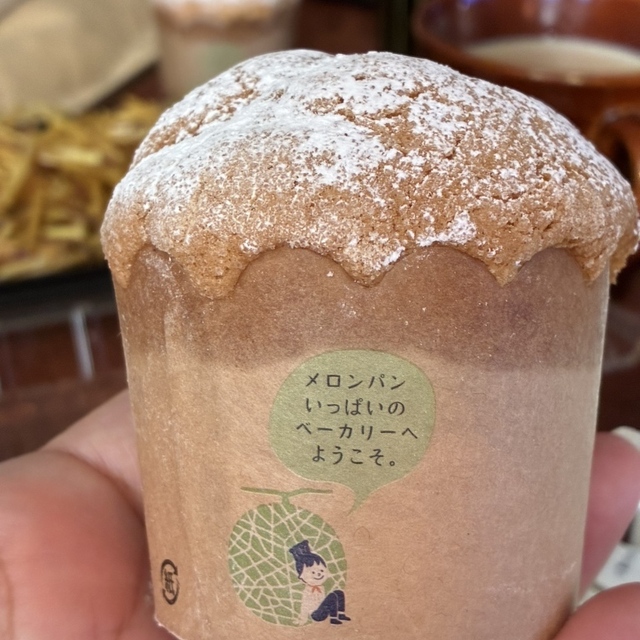 メロンパン
いっぱいの
ベーカリーへ
ようこそ。
紙